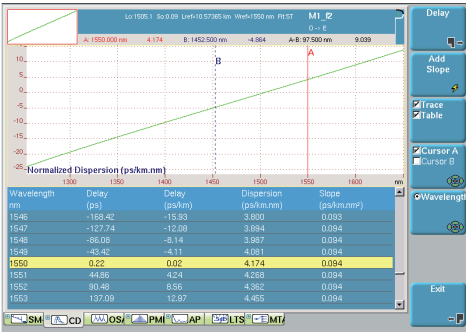 Lo:1505.1 So:0.09 Lref=10.57365 km Wref=1550 nm Fit:5T M1_f2
O -> E
A: 1550.000 nm 4.174 B: 1452.500 nm -4.864 A-B: 97.500 nm 9.039
10
5
0
-5
-10
-15
-20
-25
B
A
Normalized Dispersion (ps/km.nm)
1300 1350 1400 1450 1500 1550 1600 nm
Wavelength Delay Delay Dispersion Slope
nm (ps) (ps/km) (ps/km.nm) (ps/km.nm²)
1546 -168.42 -15.93 3.800 0.093
1547 -127.74 -12.08 3.894 0.094
1548 -86.08 -8.14 3.987 0.094
1549 -43.42 -4.11 4.081 0.094
1550 0.22 0.02 4.174 0.094
1551 44.86 4.24 4.268 0.094
1552 90.48 8.56 4.362 0.094
1553 137.09 12.97 4.455 0.094
SM CD OSA PMD AP LTS MTA
Delay
Add
Slope
Trace
Table
Cursor A
Cursor B
Wavelength
Exit